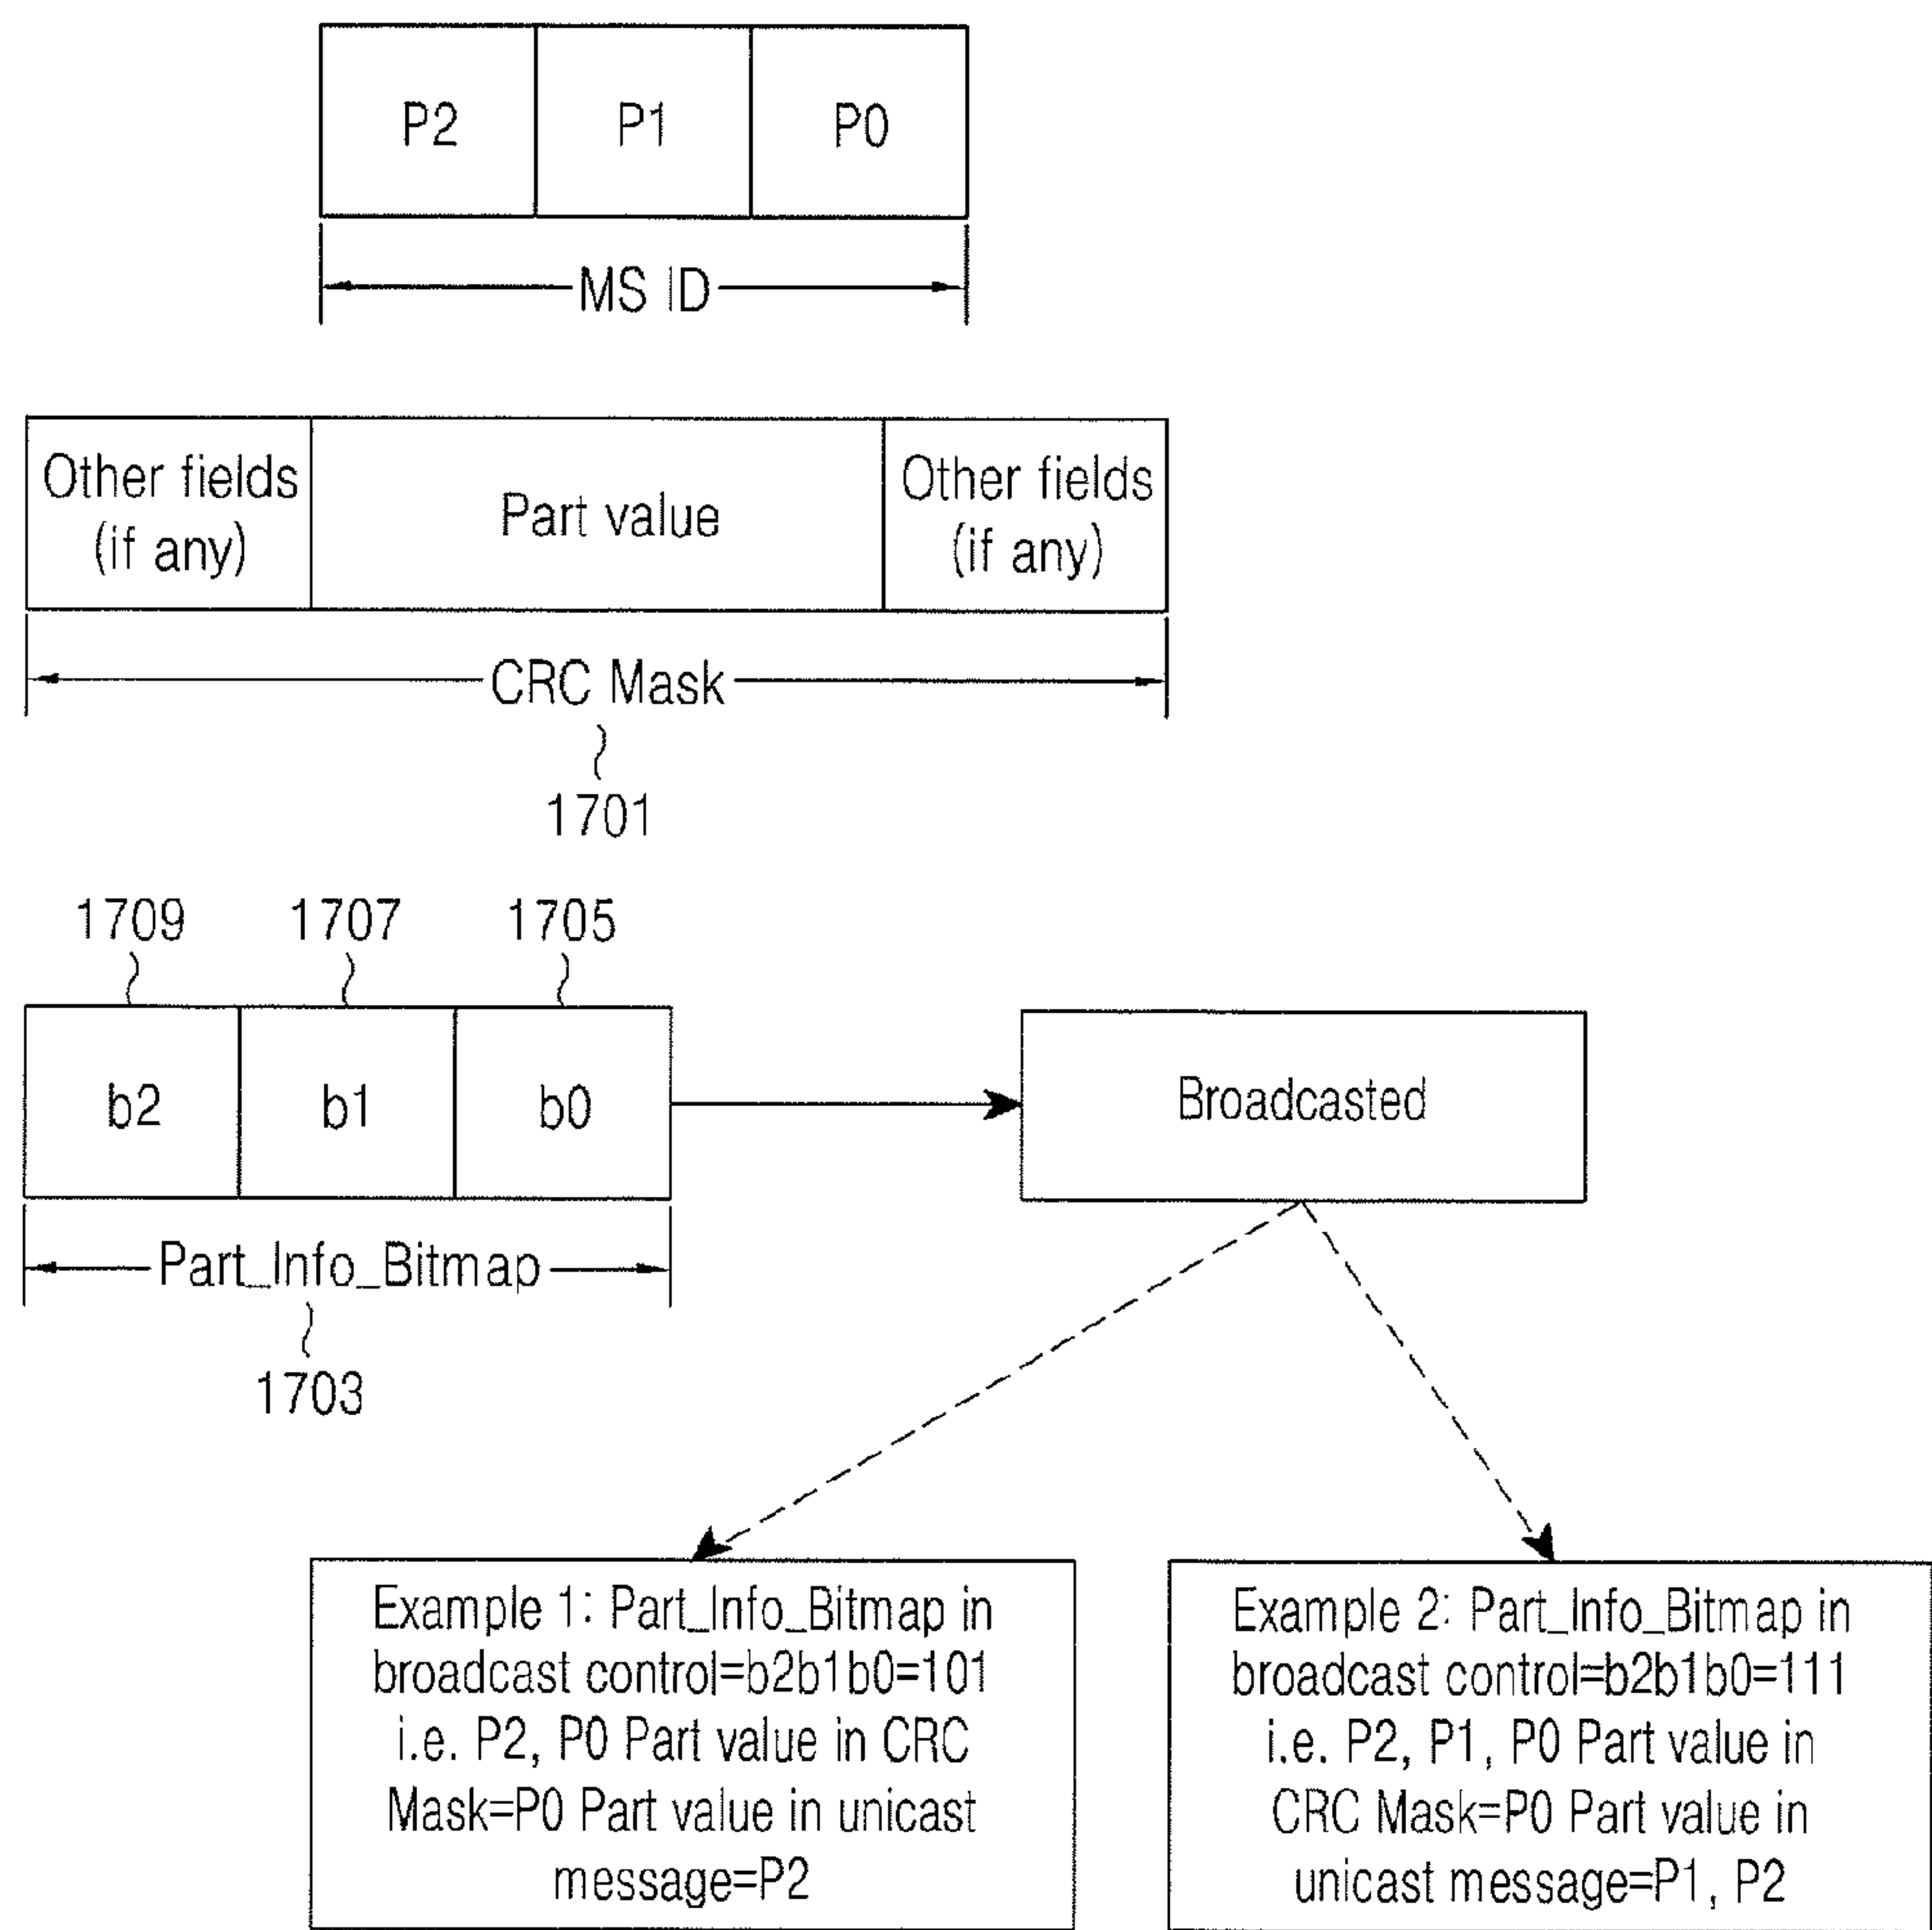 P2 P1 P0
MS ID
Other fields
(if any)
Part value
Other fields
(if any)
CRC Mask
1701
1709 1707 1705
b2 b1 b0
Broadcasted
Part_Info_Bitmap
1703
Example 1: Part_Info_Bitmap in
broadcast control=b2b1b0=101
i.e. P2, P0 Part value in CRC
Mask=P0 Part value in unicast
message=P2
Example 2: Part_Info_Bitmap in
broadcast control=b2b1b0=111
i.e. P2, P1, P0 Part value in
CRC Mask=P0 Part value in
unicast message=P1, P2